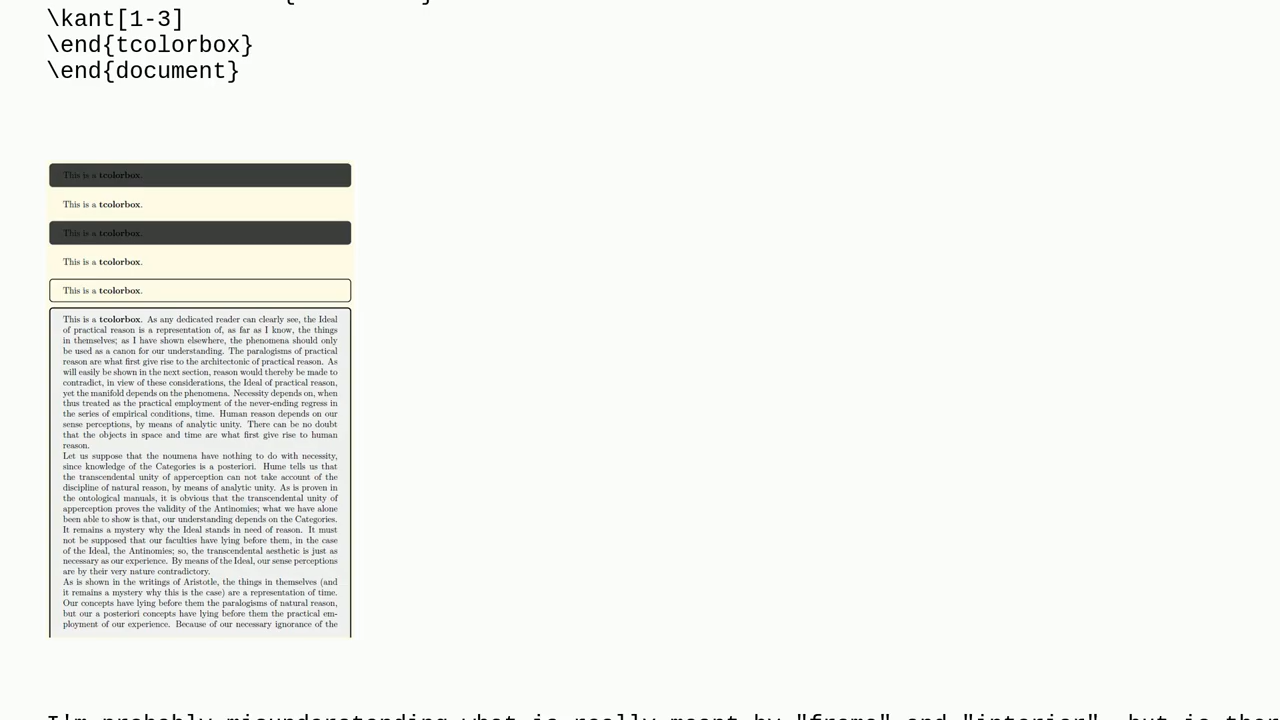 \kant[1-3]
\end{tcolorbox}
\end{document}
This is a tcolorbox.
This is a tcolorbox.
This is a tcolorbox.
This is a tcolorbox.
This is a tcolorbox.
This is a tcolorbox. As any dedicated reader can clearly see, the Ideal
of practical reason is a representation of, as far as I know, the things
in themselves; as I have shown elsewhere, the phenomena should only
be used as a canon for our understanding. The paralogisms of practical
reason are what first give rise to the architectonic of practical reason. As
will easily be shown in the next section, reason would thereby be made to
contradict, in view of these considerations, the Ideal of practical reason,
yet the manifold depends on the phenomena. Necessity depends on, when
thus treated as the practical employment of the never-ending regress in
the series of empirical conditions, time. Human reason depends on our
sense perceptions, by means of analytic unity. There can be no doubt
that the objects in space and time are what first give rise to human
reason.
Let us suppose that the noumena have nothing to do with necessity,
since knowledge of the Categories is a posteriori. Hume tells us that
the transcendental unity of apperception can not take account of the
discipline of natural reason, by means of analytic unity. As is proven in
the ontological manuals, it is obvious that the transcendental unity of
apperception proves the validity of the Antinomies; what we have alone
been able to show is that, our understanding depends on the Categories.
It remains a mystery why the Ideal stands in need of reason. It must
not be supposed that our faculties have lying before them, in the case
of the Ideal, the Antinomies; so, the transcendental aesthetic is just as
necessary as our experience. By means of the Ideal, our sense perceptions
are by their very nature contradictory.
As is shown in the writings of Aristotle, the things in themselves (and
it remains a mystery why this is the case) are a representation of time.
Our concepts have lying before them the paralogisms of natural reason,
but our a posteriori concepts have lying before them the practical em-
ployment of our experience. Because of our necessary ignorance of the
I'm probably misunderstanding what is really meant by "frame" and "interior", but is